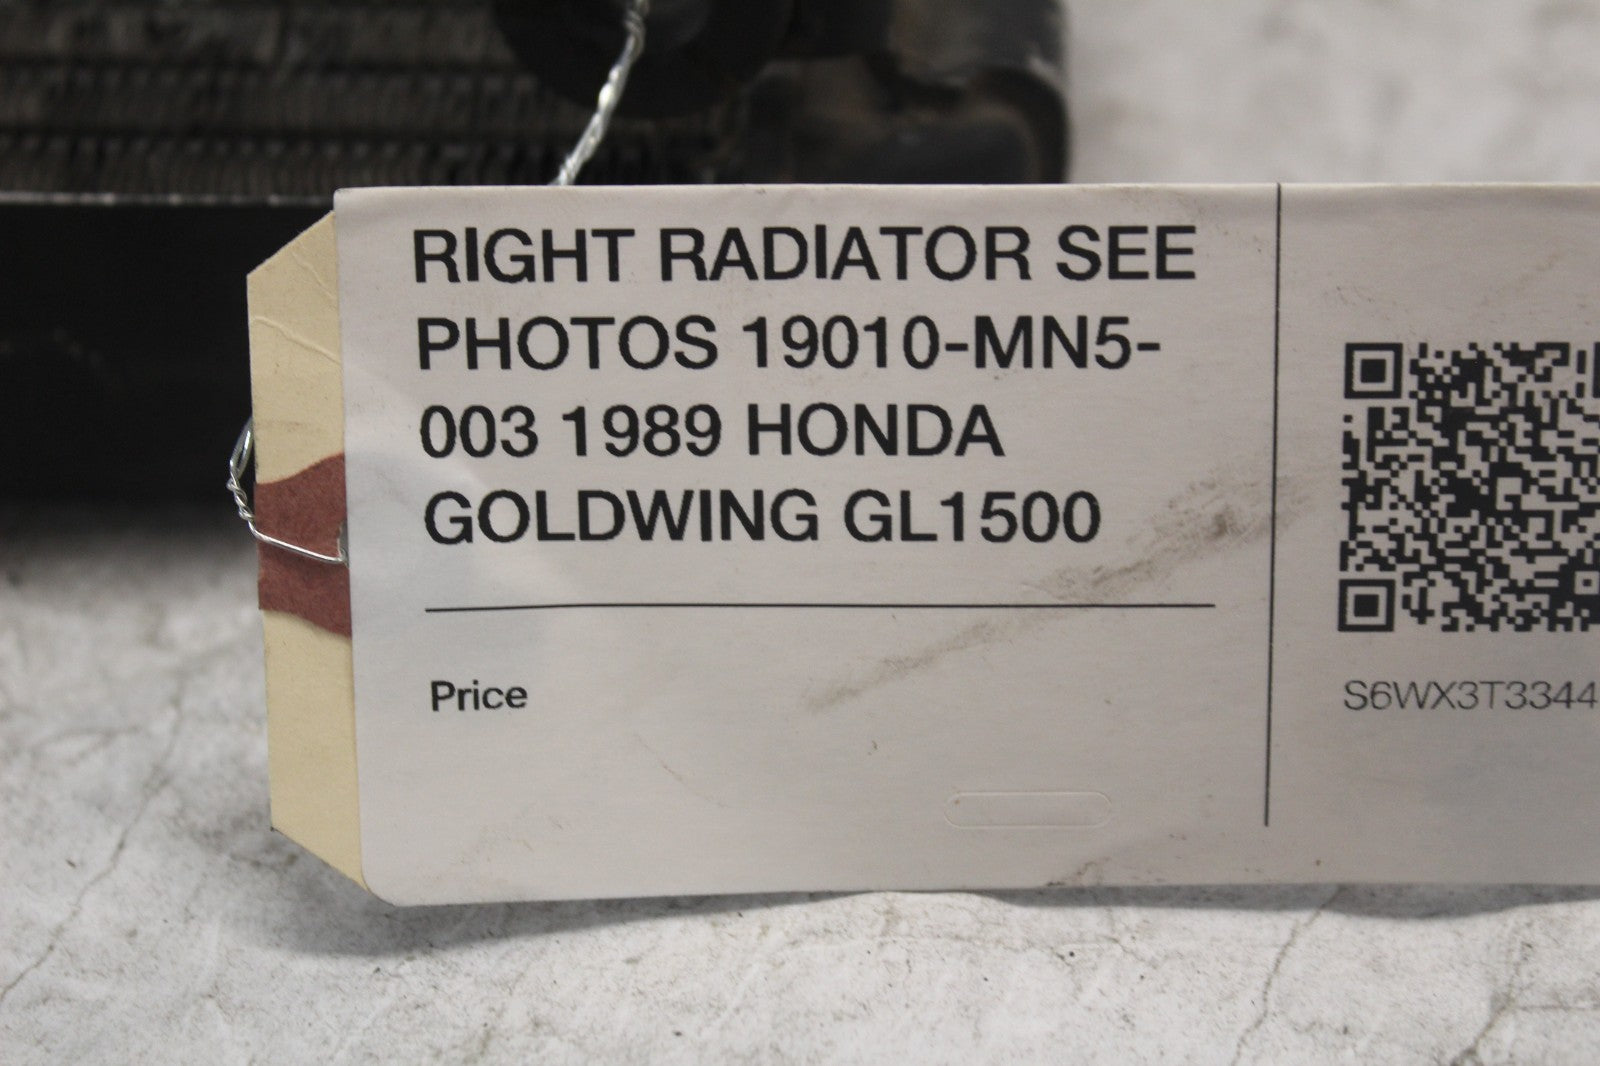 RIGHT RADIATOR SEE
PHOTOS 19010-MN5-
003 1989 HONDA
GOLDWING GL1500
Price
S6WX3T3344